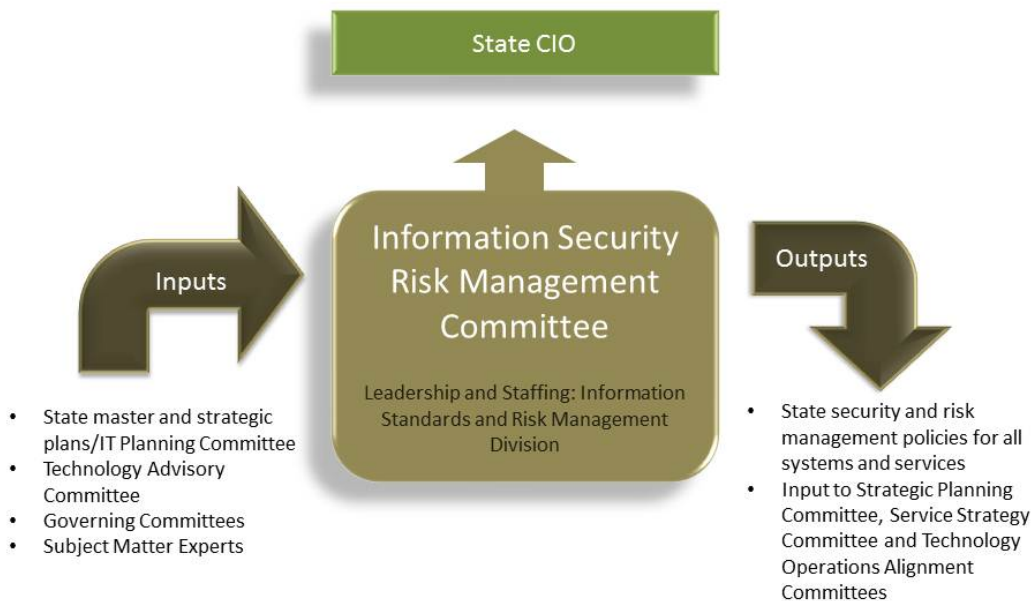 State CIO
Information Security
Risk Management
Committee
Leadership and Staffing: Information
Standards and Risk Management
Division
Inputs
• State master and strategic
plans/IT Planning Committee
• Technology Advisory
Committee
• Governing Committees
• Subject Matter Experts
Outputs
• State security and risk
management policies for all
systems and services
• Input to Strategic Planning
Committee, Service Strategy
Committee and Technology
Operations Alignment
Committees